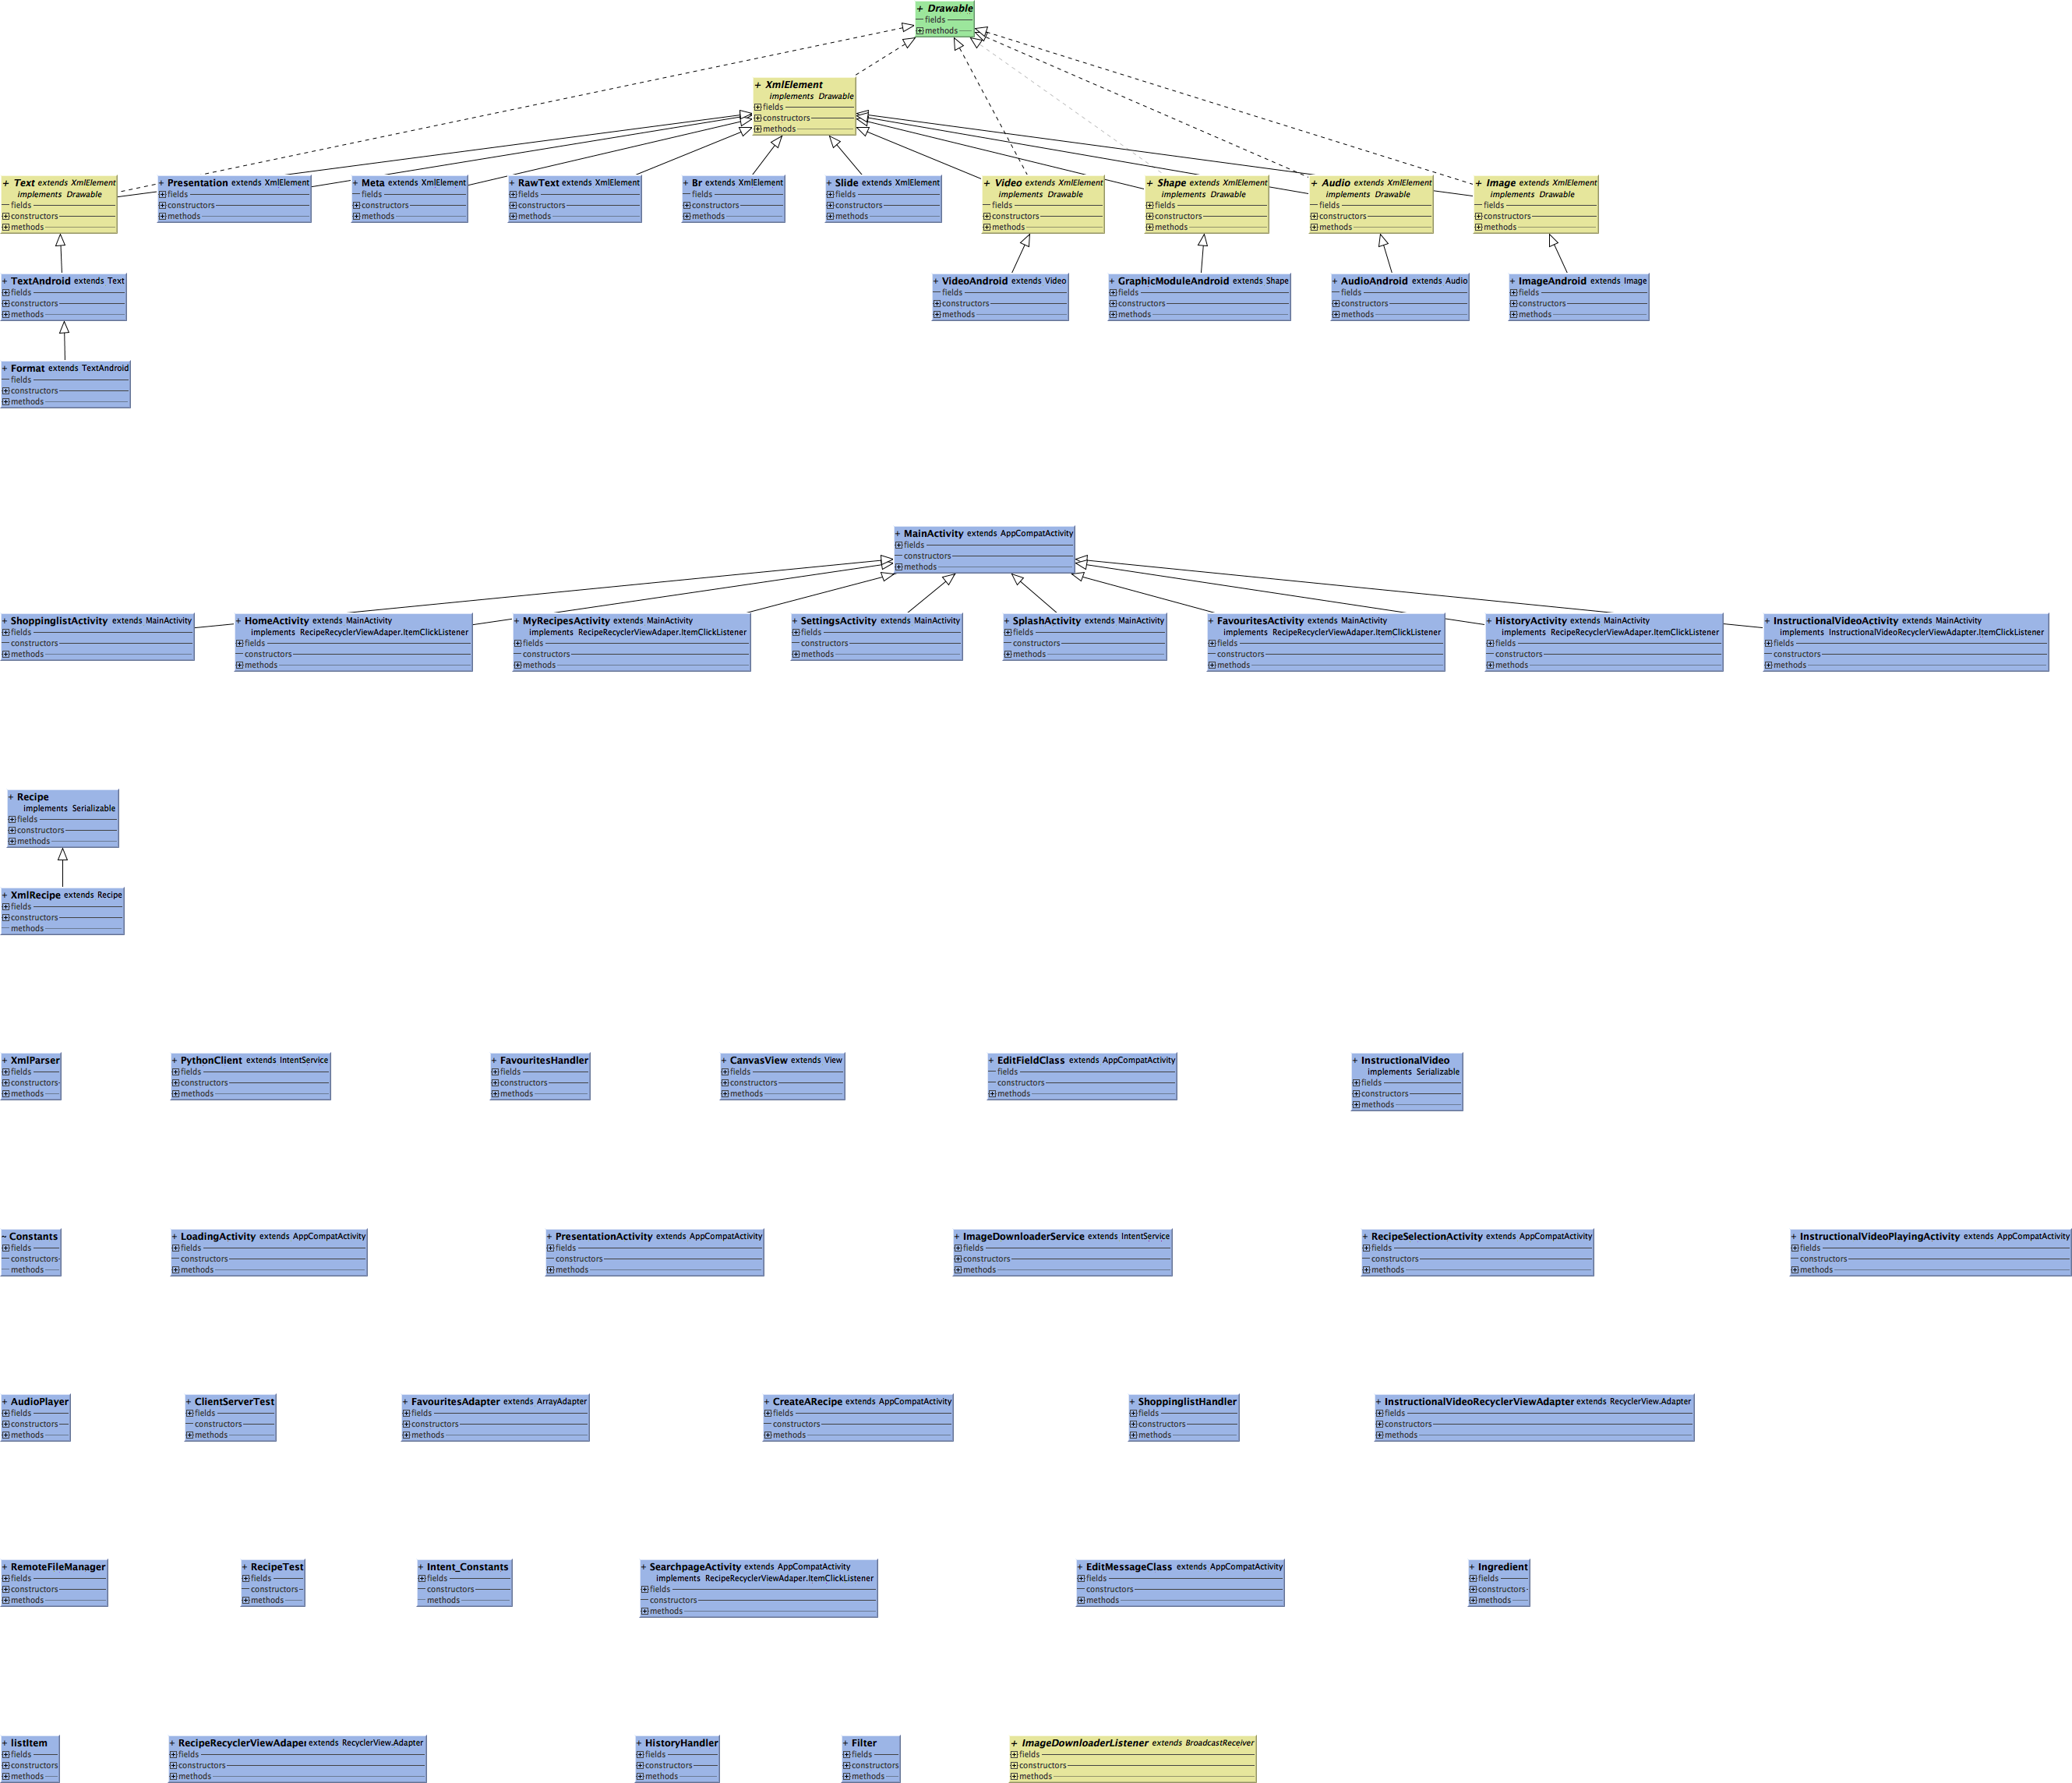 + Drawable
fields
methods
+ XmlElement
implements Drawable
fields
constructors
methods
+ Text extends XmlElement
implements Drawable
fields
constructors
methods
+ Presentation extends XmlElement
fields
constructors
methods
+ Meta extends XmlElement
fields
constructors
methods
+ RawText extends XmlElement
fields
constructors
methods
+ Br extends XmlElement
fields
constructors
methods
+ Slide extends XmlElement
fields
constructors
methods
+ Video extends XmlElement
implements Drawable
fields
constructors
methods
+ Shape extends XmlElement
implements Drawable
fields
constructors
methods
+ Audio extends XmlElement
implements Drawable
fields
constructors
methods
+ Image extends XmlElement
implements Drawable
fields
constructors
methods
+ TextAndroid extends Text
fields
constructors
methods
+ VideoAndroid extends Video
fields
constructors
methods
+ GraphicModuleAndroid extends Shape
fields
constructors
methods
+ AudioAndroid extends Audio
fields
constructors
methods
+ ImageAndroid extends Image
fields
constructors
methods
+ Format extends TextAndroid
fields
constructors
methods
+ MainActivity extends AppCompatActivity
fields
constructors
methods
+ ShoppinglistActivity extends MainActivity
fields
constructors
methods
+ HomeActivity extends MainActivity
implements RecipeRecyclerViewAdaper.ItemClickListener
fields
constructors
methods
+ MyRecipesActivity extends MainActivity
implements RecipeRecyclerViewAdaper.ItemClickListener
fields
constructors
methods
+ SettingsActivity extends MainActivity
fields
constructors
methods
+ SplashActivity extends MainActivity
fields
constructors
methods
+ FavouritesActivity extends MainActivity
implements RecipeRecyclerViewAdaper.ItemClickListener
fields
constructors
methods
+ HistoryActivity extends MainActivity
implements RecipeRecyclerViewAdaper.ItemClickListener
fields
constructors
methods
+ InstructionalVideoActivity extends MainActivity
implements InstructionalVideoRecyclerViewAdapter.ItemClickListener
fields
constructors
methods
+ Recipe
implements Serializable
fields
constructors
methods
+ XmlRecipe extends Recipe
fields
constructors
methods
+ XmlParser
fields
constructors
methods
+ PythonClient extends IntentService
fields
constructors
methods
+ FavouritesHandler
fields
constructors
methods
+ CanvasView extends View
fields
constructors
methods
+ EditFieldClass extends AppCompatActivity
fields
constructors
methods
+ InstructionalVideo
implements Serializable
fields
constructors
methods
~ Constants
fields
constructors
methods
+ LoadingActivity extends AppCompatActivity
fields
constructors
methods
+ PresentationActivity extends AppCompatActivity
fields
constructors
methods
+ ImageDownloaderService extends IntentService
fields
constructors
methods
+ RecipeSelectionActivity extends AppCompatActivity
fields
constructors
methods
+ InstructionalVideoPlayingActivity extends AppCompatActivity
fields
constructors
methods
+ AudioPlayer
fields
constructors
methods
+ ClientServerTest
fields
constructors
methods
+ FavouritesAdapter extends ArrayAdapter
fields
constructors
methods
+ CreateARecipe extends AppCompatActivity
fields
constructors
methods
+ ShoppinglistHandler
fields
constructors
methods
+ InstructionalVideoRecyclerViewAdapter extends RecyclerView.Adapter
fields
constructors
methods
+ RemoteFileManager
fields
constructors
methods
+ RecipeTest
fields
constructors
methods
+ Intent_Constants
fields
constructors
methods
+ SearchpageActivity extends AppCompatActivity
implements RecipeRecyclerViewAdaper.ItemClickListener
fields
constructors
methods
+ EditMessageClass extends AppCompatActivity
fields
constructors
methods
+ Ingredient
fields
constructors
methods
+ listItem
fields
constructors
methods
+ RecipeRecyclerViewAdaper extends RecyclerView.Adapter
fields
constructors
methods
+ HistoryHandler
fields
constructors
methods
+ Filter
fields
constructors
methods
+ ImageDownloaderListener extends BroadcastReceiver
fields
constructors
methods